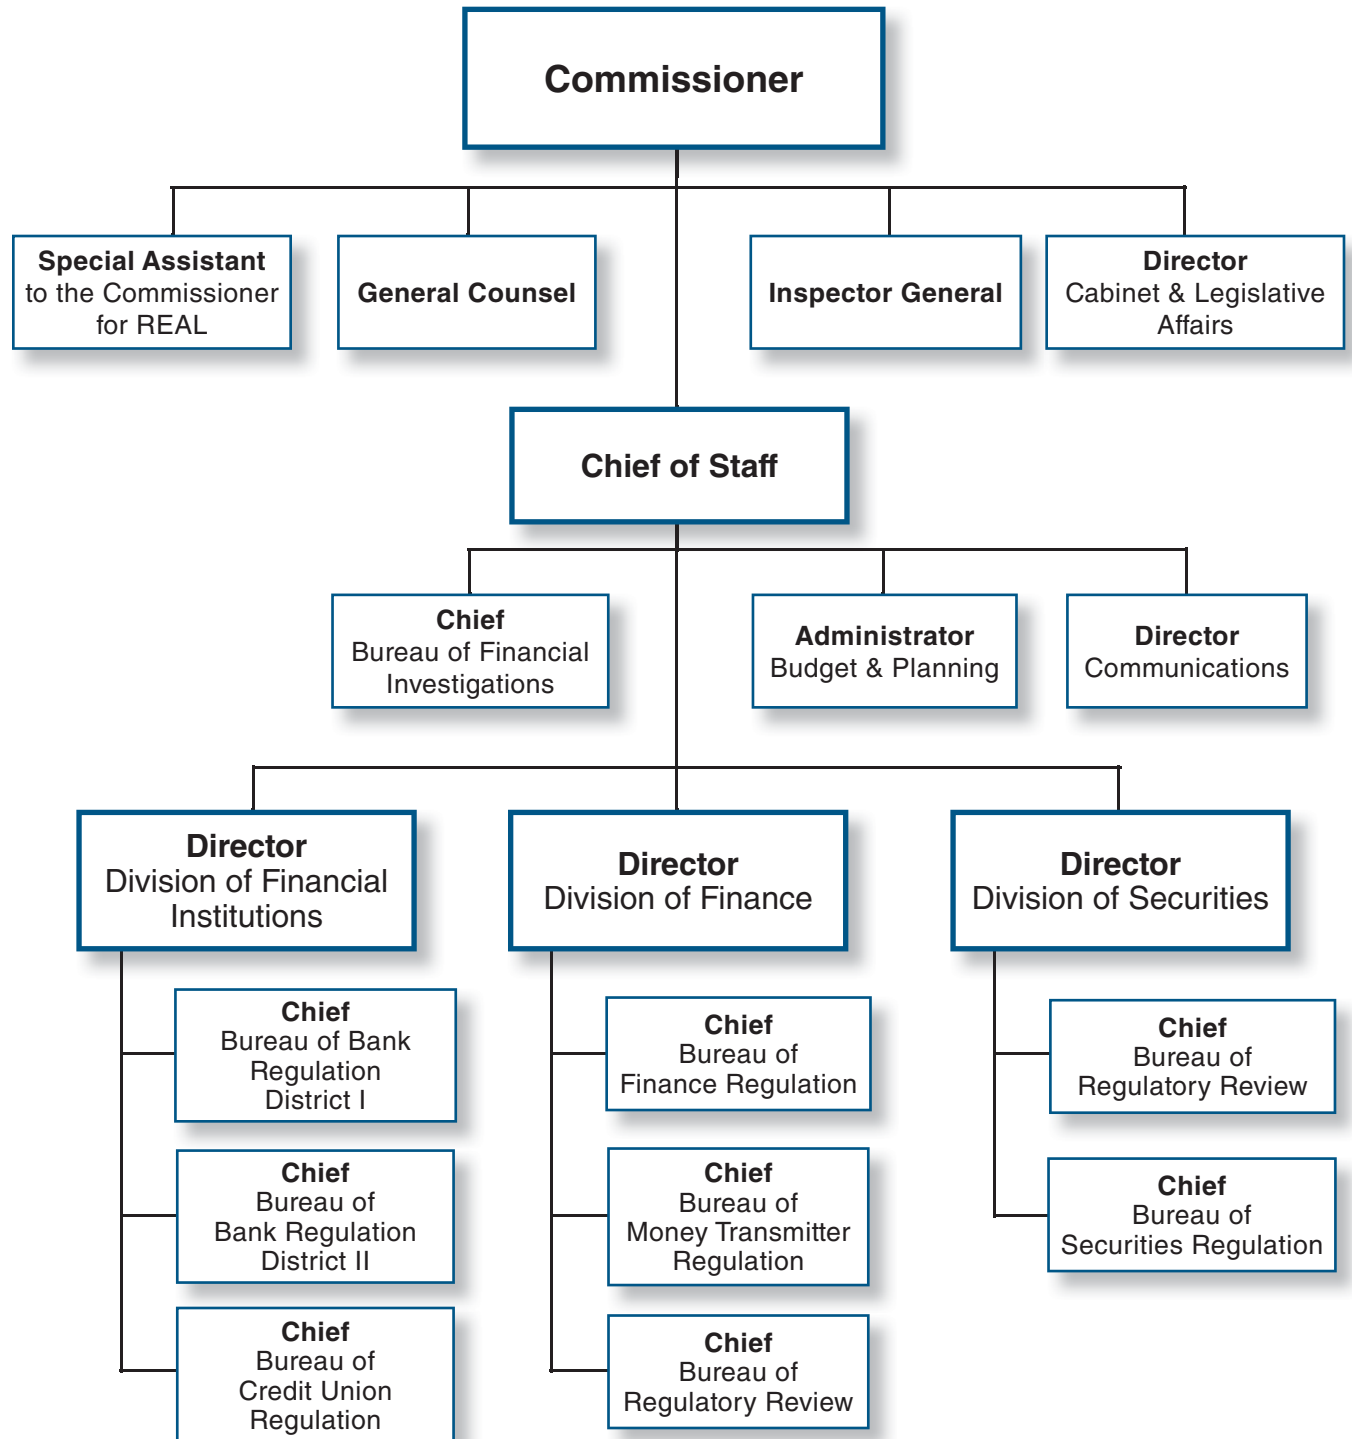 Commissioner
Special Assistant
to the Commissioner
for REAL
General Counsel
Inspector General
Director
Cabinet & Legislative
Affairs
Chief of Staff
Chief
Bureau of Financial
Investigations
Administrator
Budget & Planning
Director
Communications
Director
Division of Financial
Institutions
Director
Division of Finance
Director
Division of Securities
Chief
Bureau of Bank
Regulation
District I
Chief
Bureau of
Bank Regulation
District II
Chief
Bureau of
Credit Union
Regulation
Chief
Bureau of
Finance Regulation
Chief
Bureau of
Money Transmitter
Regulation
Chief
Bureau of
Regulatory Review
Chief
Bureau of
Regulatory Review
Chief
Bureau of
Securities Regulation